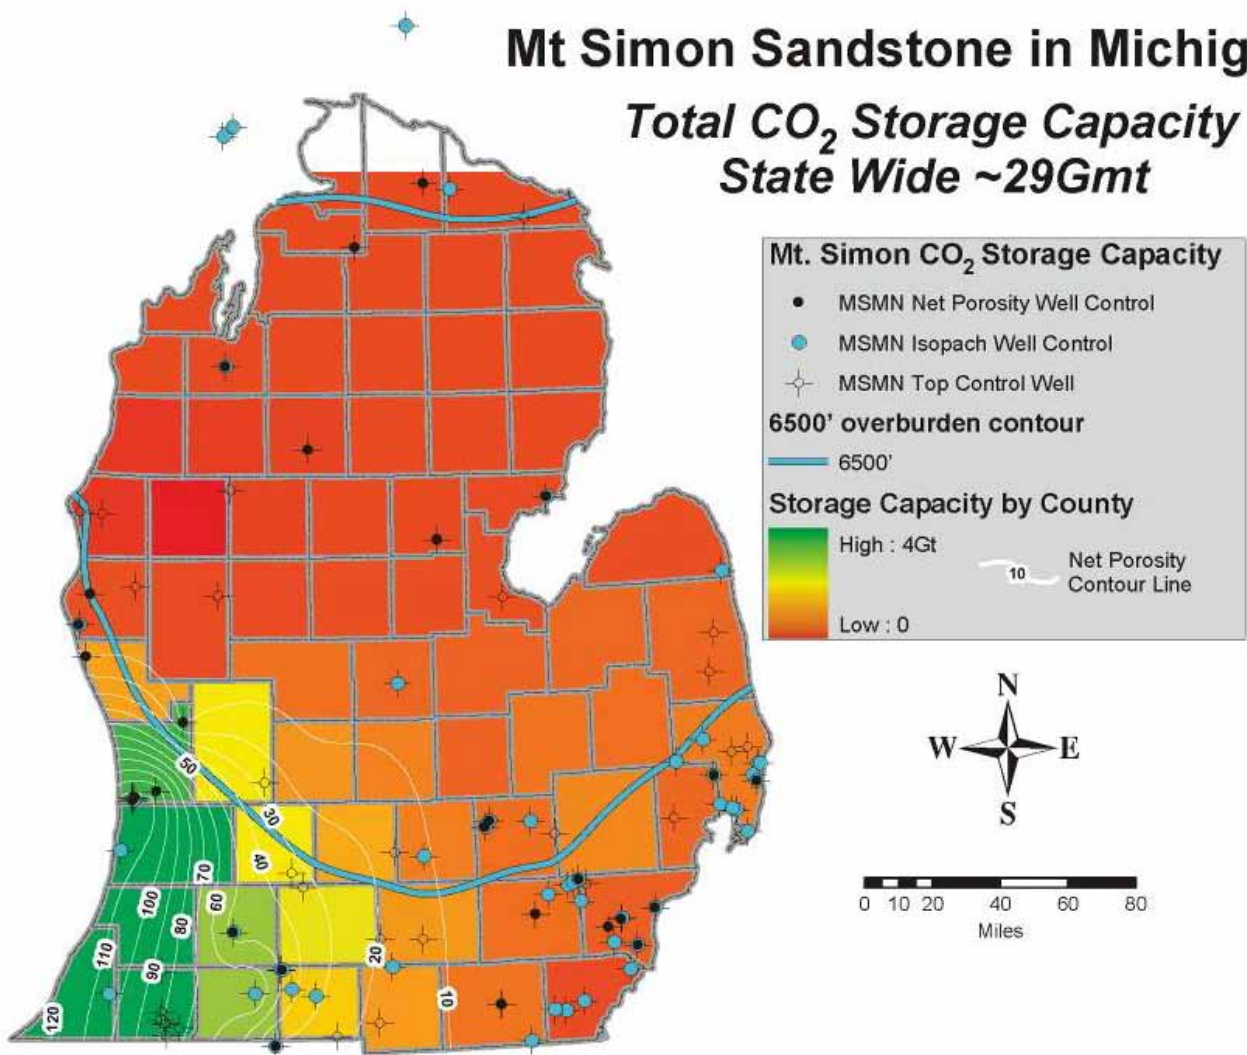 Mt Simon Sandstone in Michig
Total CO2 Storage Capacity
State Wide ~29Gmt
Mt. Simon CO2 Storage Capacity
MSMN Net Porosity Well Control
MSMN Isopach Well Control
MSMN Top Control Well
6500' overburden contour
6500'
Storage Capacity by County
High : 4Gt
Low : 0
10
Net Porosity
Contour Line
N
W
E
S
0 10 20 40 60 80
Miles
50
30
40
70
60
100
80
110
90
20
10
120